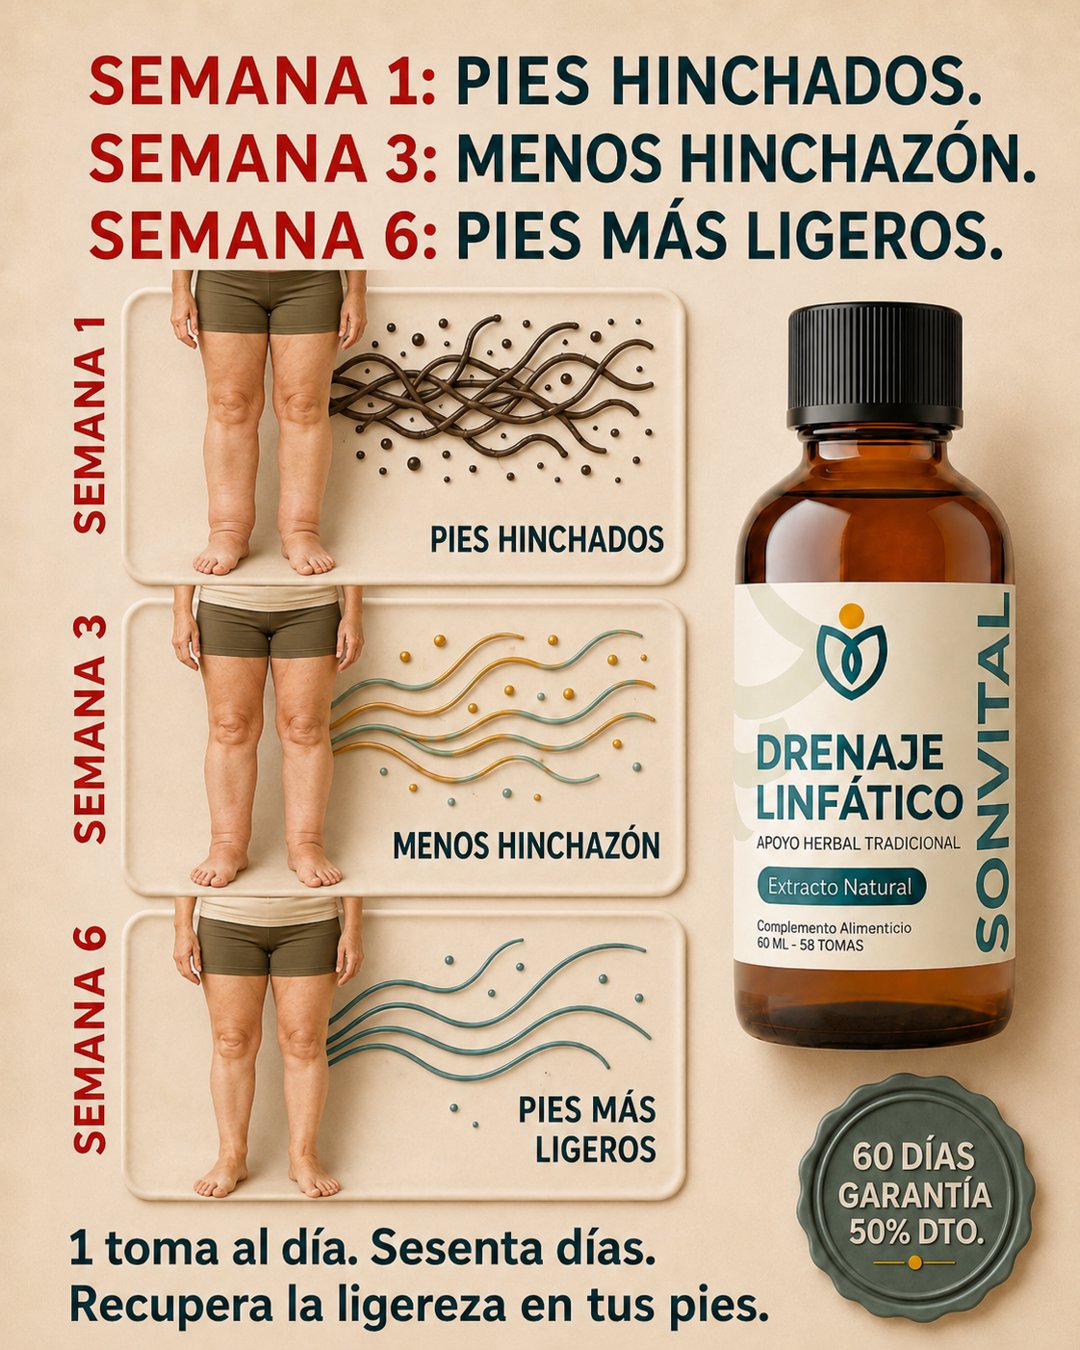 SEMANA 1: PIES HINCHADOS.
SEMANA 3: MENOS HINCHAZÓN.
SEMANA 6: PIES MÁS LIGEROS.
SEMANA 1
PIES HINCHADOS
SEMANA 3
MENOS HINCHAZÓN
SEMANA 6
PIES MÁS
LIGEROS
DRENAJE
LINFÁTICO
APOYO HERBAL TRADICIONAL
Extracto Natural
Complemento Alimenticio
60 ML - 58 TOMAS
SONVITAL
60 DÍAS
GARANTÍA
50% DTO.
1 toma al día. Sesenta días.
Recupera la ligereza en tus pies.